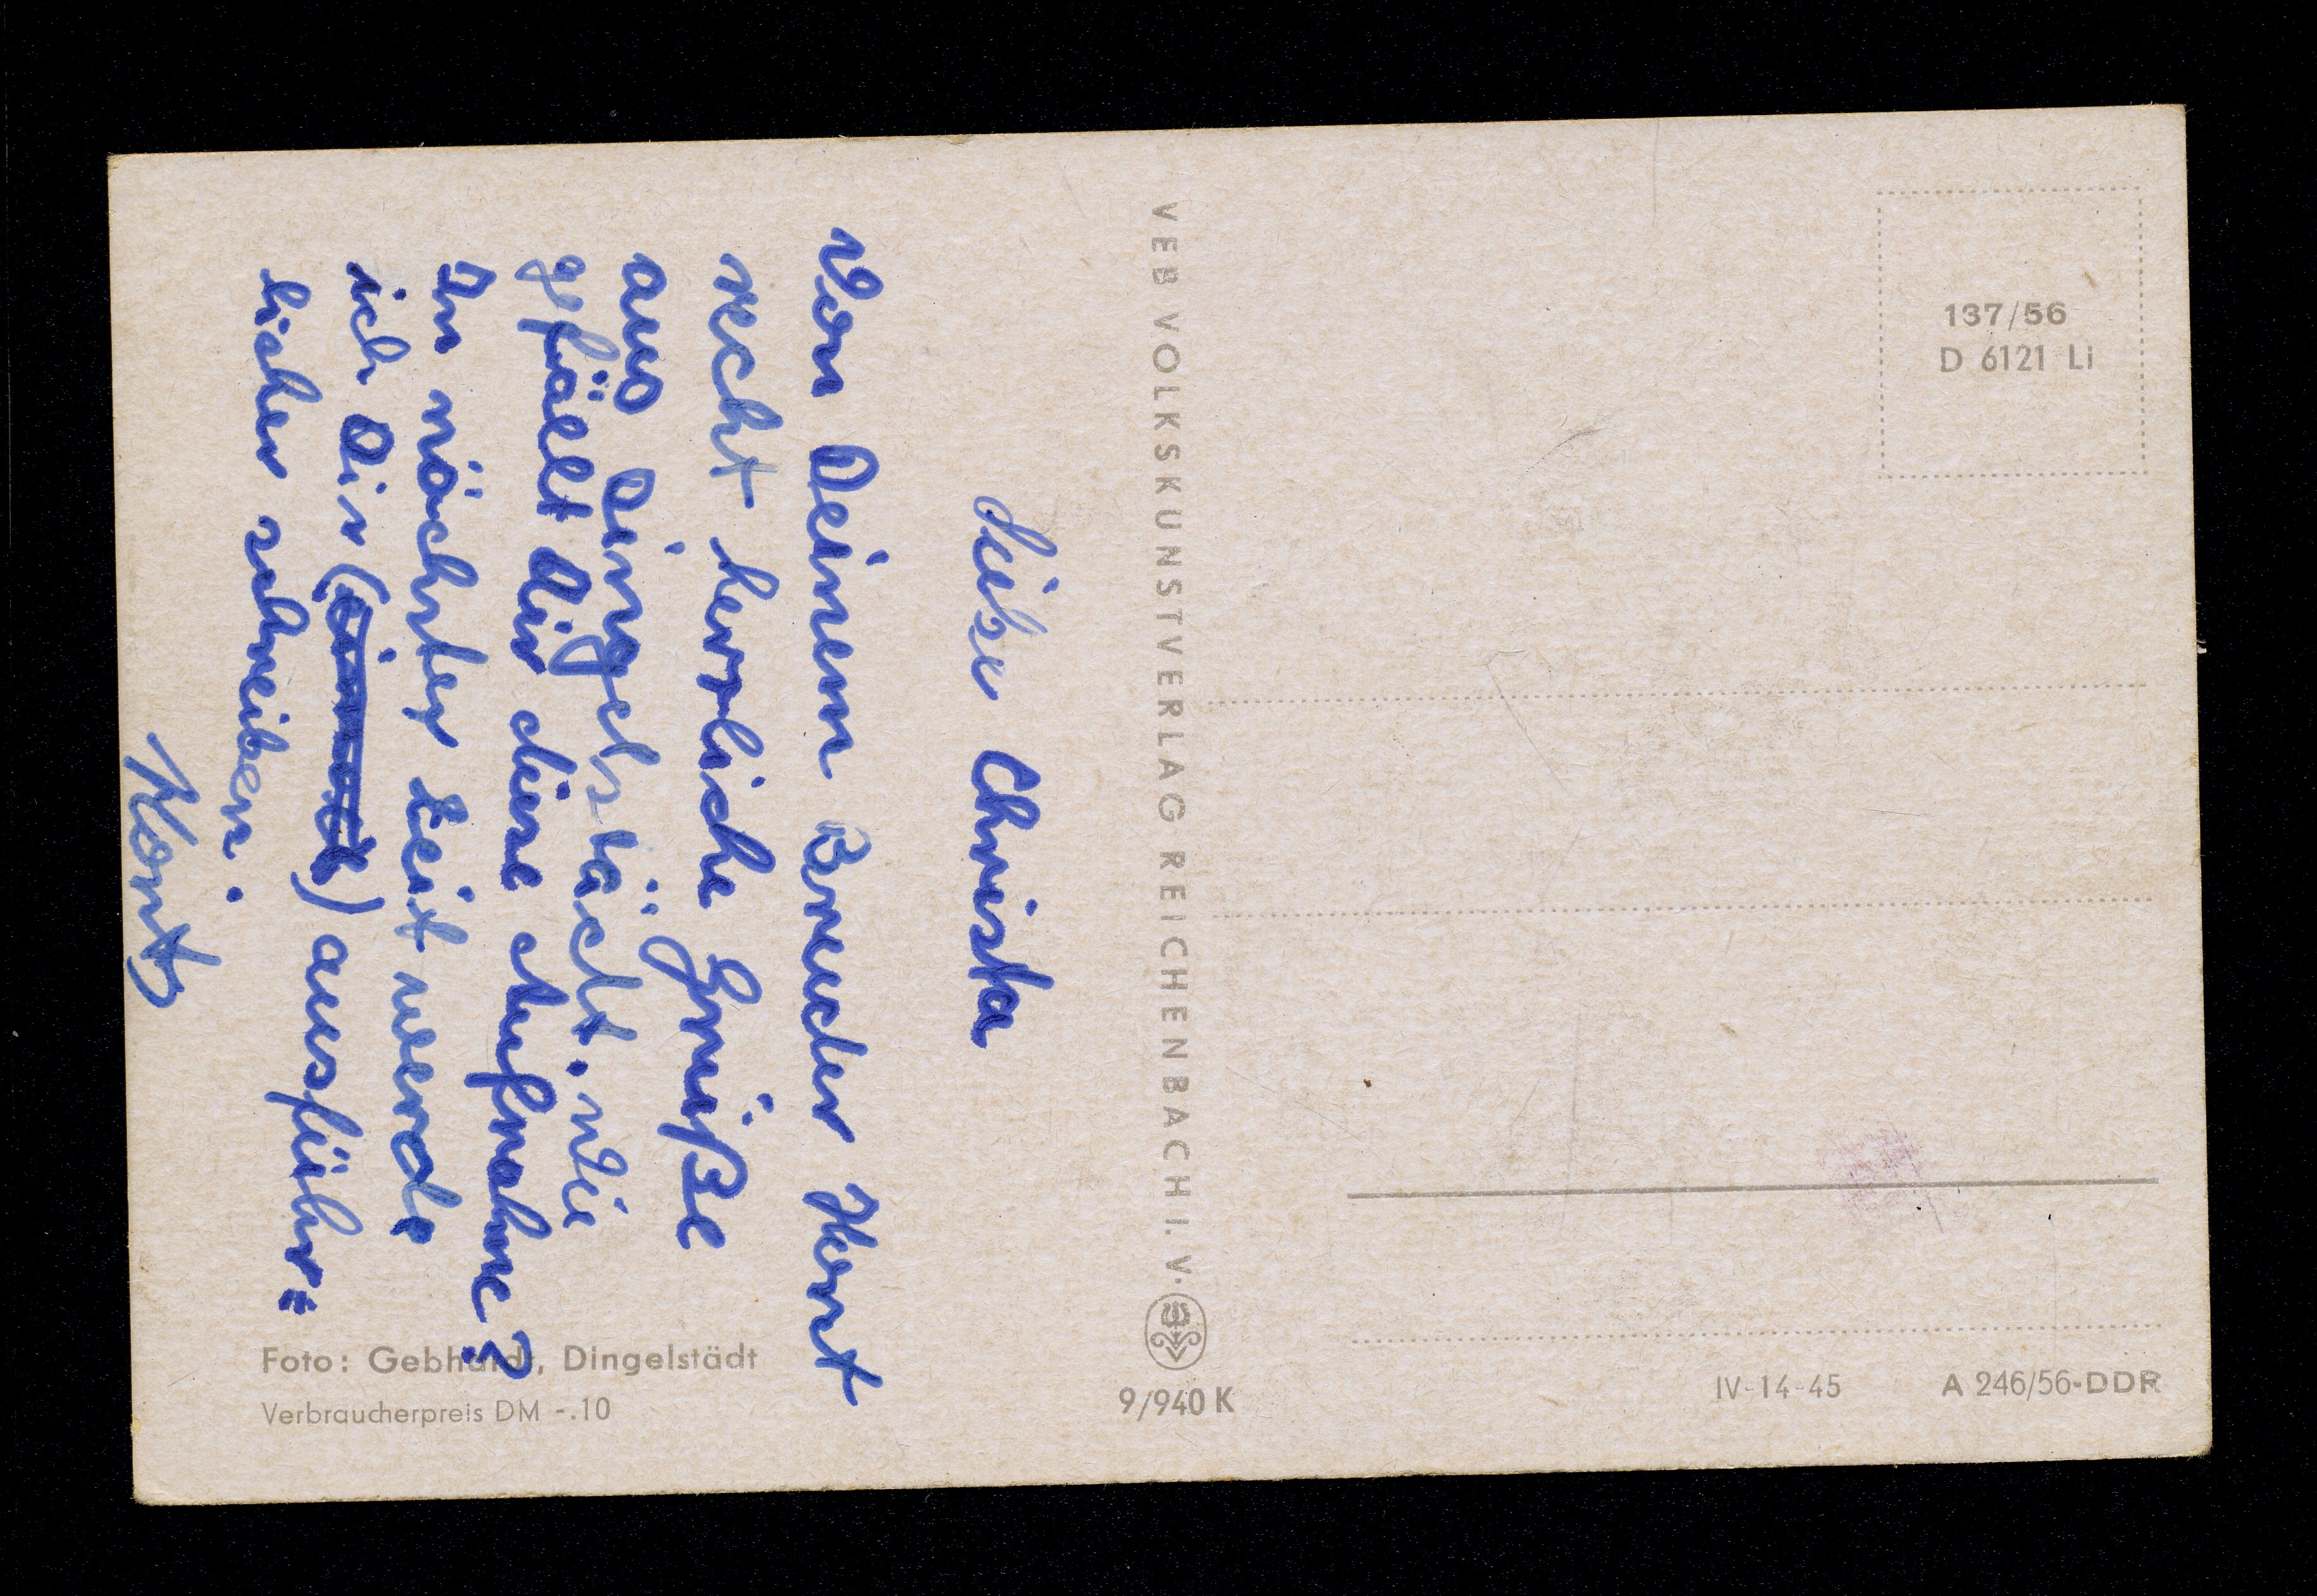 Liebe Christa
Von Deinem Bruder Horst
recht herzliche Grüße
aus Dingelstädt. Wie
gefällt Dir diese Aufnahme?
In nächster Zeit werde
ich Dir () ausführ=
licher schreiben.
Horst
Foto: Gebhardt, Dingelstädt
Verbraucherpreis DM -.10
VEB VOLKSKUNSTVERLAG REICHENBACH I. V.
9/940 K
137/56
D 6121 Li
IV-14-45 A 246/56-DDR